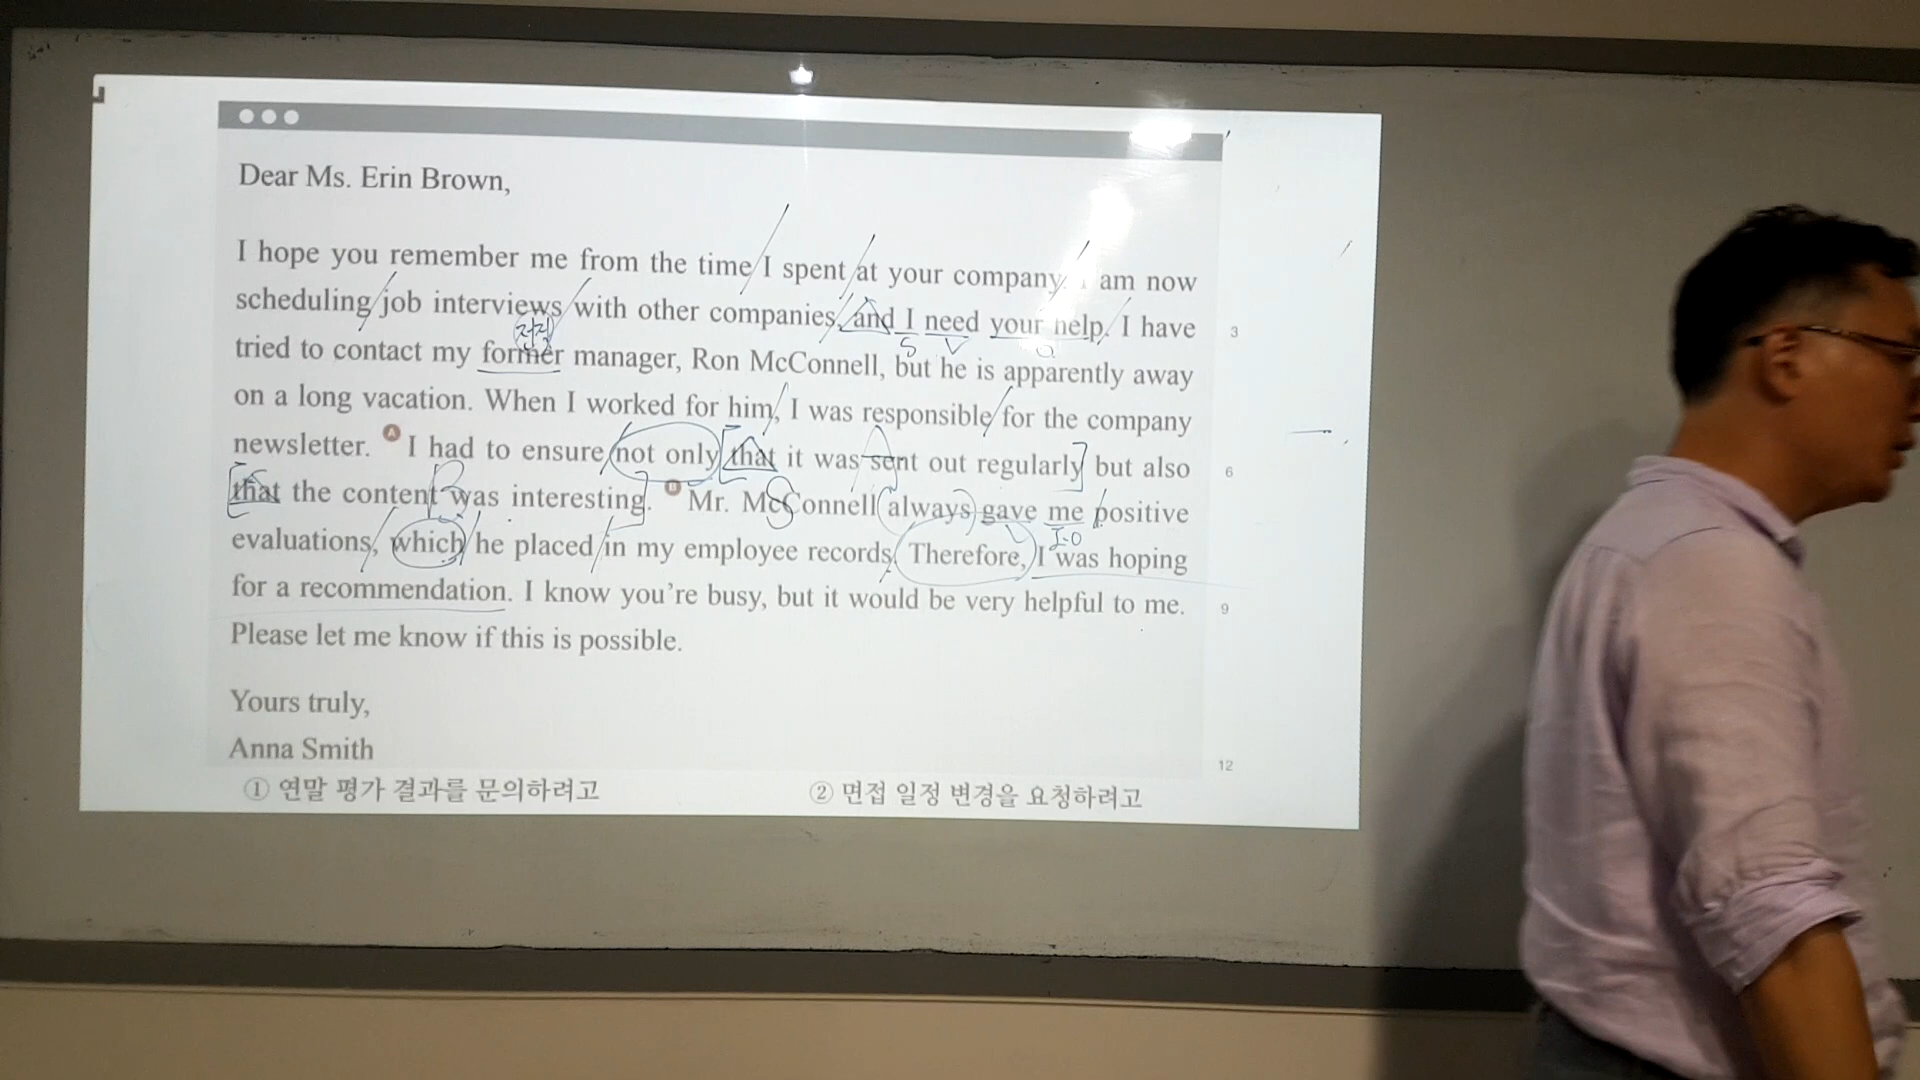 Dear Ms. Erin Brown,
I hope you remember me from the time I spent at your company. I am now
scheduling job interviews with other companies, and I need your help. I have
전직
S V O
tried to contact my former manager, Ron McConnell, but he is apparently away
on a long vacation. When I worked for him, I was responsible for the company
newsletter. A I had to ensure not only that it was sent out regularly but also
that the content was interesting. B Mr. McConnell always gave me positive
I.O
evaluations, which he placed in my employee records. Therefore, I was hoping
for a recommendation. I know you're busy, but it would be very helpful to me.
Please let me know if this is possible.
Yours truly,
Anna Smith
① 연말 평가 결과를 문의하려고 ② 면접 일정 변경을 요청하려고
3
6
9
12